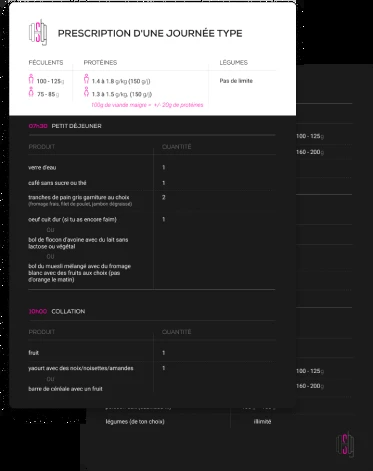 PRESCRIPTION D'UNE JOURNÉE TYPE
FÉCULENTS PROTÉINES LÉGUMES
100 - 125 g 1.4 à 1.8 g/kg (150 g/j) Pas de limite
75 - 85 g 1.3 à 1.5 g/kg, (150 g/j)
100g de viande maigre = +/- 20g de protéines
07h30 PETIT DÉJEUNER
PRODUIT QUANTITÉ
verre d'eau 1
café sans sucre ou thé 1
tranches de pain gris garniture au choix 2
(fromage frais, filet de poulet, jambon dégraissé)
oeuf cuit dur (si tu as encore faim) 1
OU
bol de flocon d'avoine avec du lait sans
lactose ou végétal
OU
bol du muesli mélangé avec du fromage
blanc avec des fruits aux choix (pas
d'orange le matin)
10h00 COLLATION
PRODUIT QUANTITÉ
fruit 1
yaourt avec des noix/noisettes/amandes 1
OU
barre de céréale avec un fruit
100 - 125 g
160 - 200 g
100 - 125 g
160 - 200 g
légumes (de ton choix) illimité